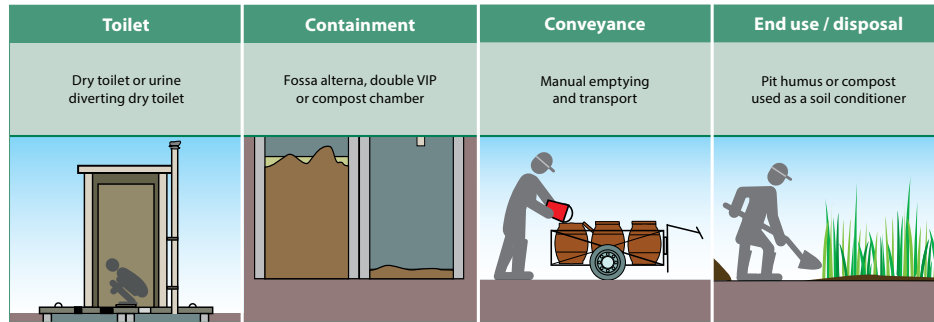 Toilet
Dry toilet or urine
diverting dry toilet
Containment
Fossa alterna, double VIP
or compost chamber
Conveyance
Manual emptying
and transport
End use / disposal
Pit humus or compost
used as a soil conditioner